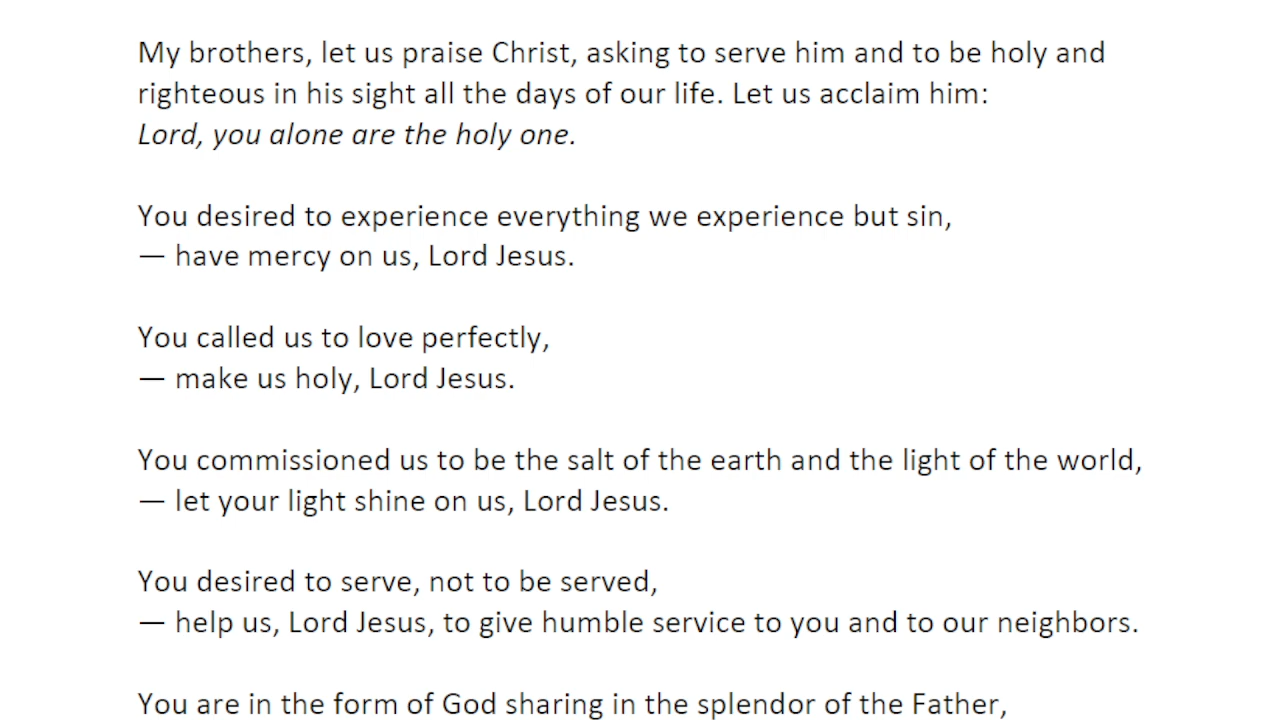 My brothers, let us praise Christ, asking to serve him and to be holy and
righteous in his sight all the days of our life. Let us acclaim him:
Lord, you alone are the holy one.
You desired to experience everything we experience but sin,
— have mercy on us, Lord Jesus.
You called us to love perfectly,
— make us holy, Lord Jesus.
You commissioned us to be the salt of the earth and the light of the world,
— let your light shine on us, Lord Jesus.
You desired to serve, not to be served,
— help us, Lord Jesus, to give humble service to you and to our neighbors.
You are in the form of God sharing in the splendor of the Father,